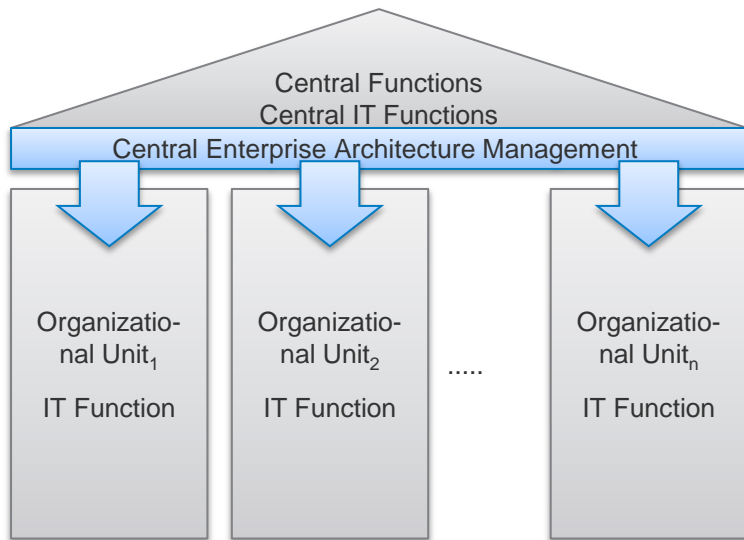 Central Functions
Central IT Functions
Central Enterprise Architecture Management
Organizatio-
nal Unit₁
IT Function
Organizatio-
nal Unit₂
IT Function
.....
Organizatio-
nal Unitₙ
IT Function